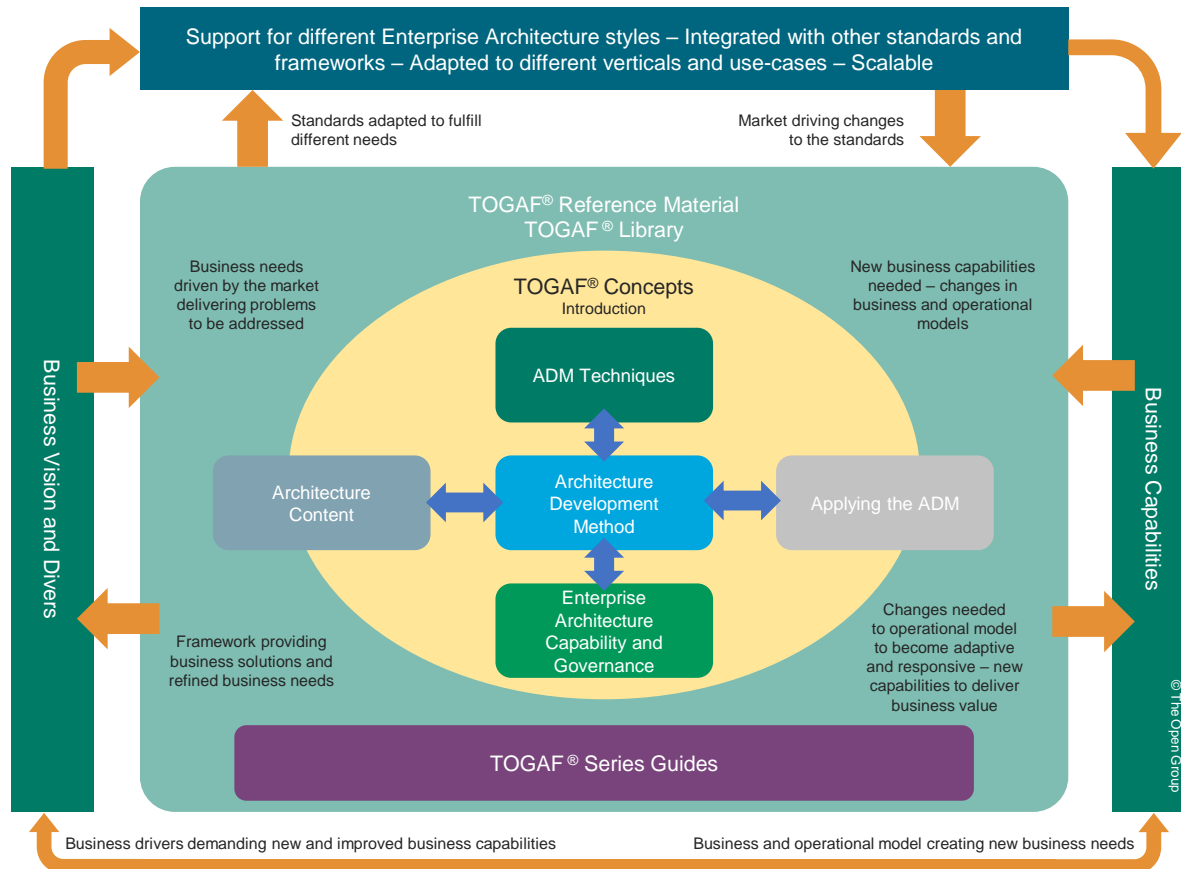 Support for different Enterprise Architecture styles – Integrated with other standards and
frameworks – Adapted to different verticals and use-cases – Scalable
Standards adapted to fulfill
different needs
Market driving changes
to the standards
TOGAF® Reference Material
TOGAF ® Library
Business needs
driven by the market
delivering problems
to be addressed
TOGAF® Concepts
Introduction
New business capabilities
needed – changes in
business and operational
models
ADM Techniques
Business Vision and Divers
Architecture
Content
Architecture
Development
Method
Applying the ADM
Business Capabilities
Framework providing
business solutions and
refined business needs
Enterprise
Architecture
Capability and
Governance
Changes needed
to operational model
to become adaptive
and responsive – new
capabilities to deliver
business value
TOGAF ® Series Guides
© The Open Group
Business drivers demanding new and improved business capabilities
Business and operational model creating new business needs